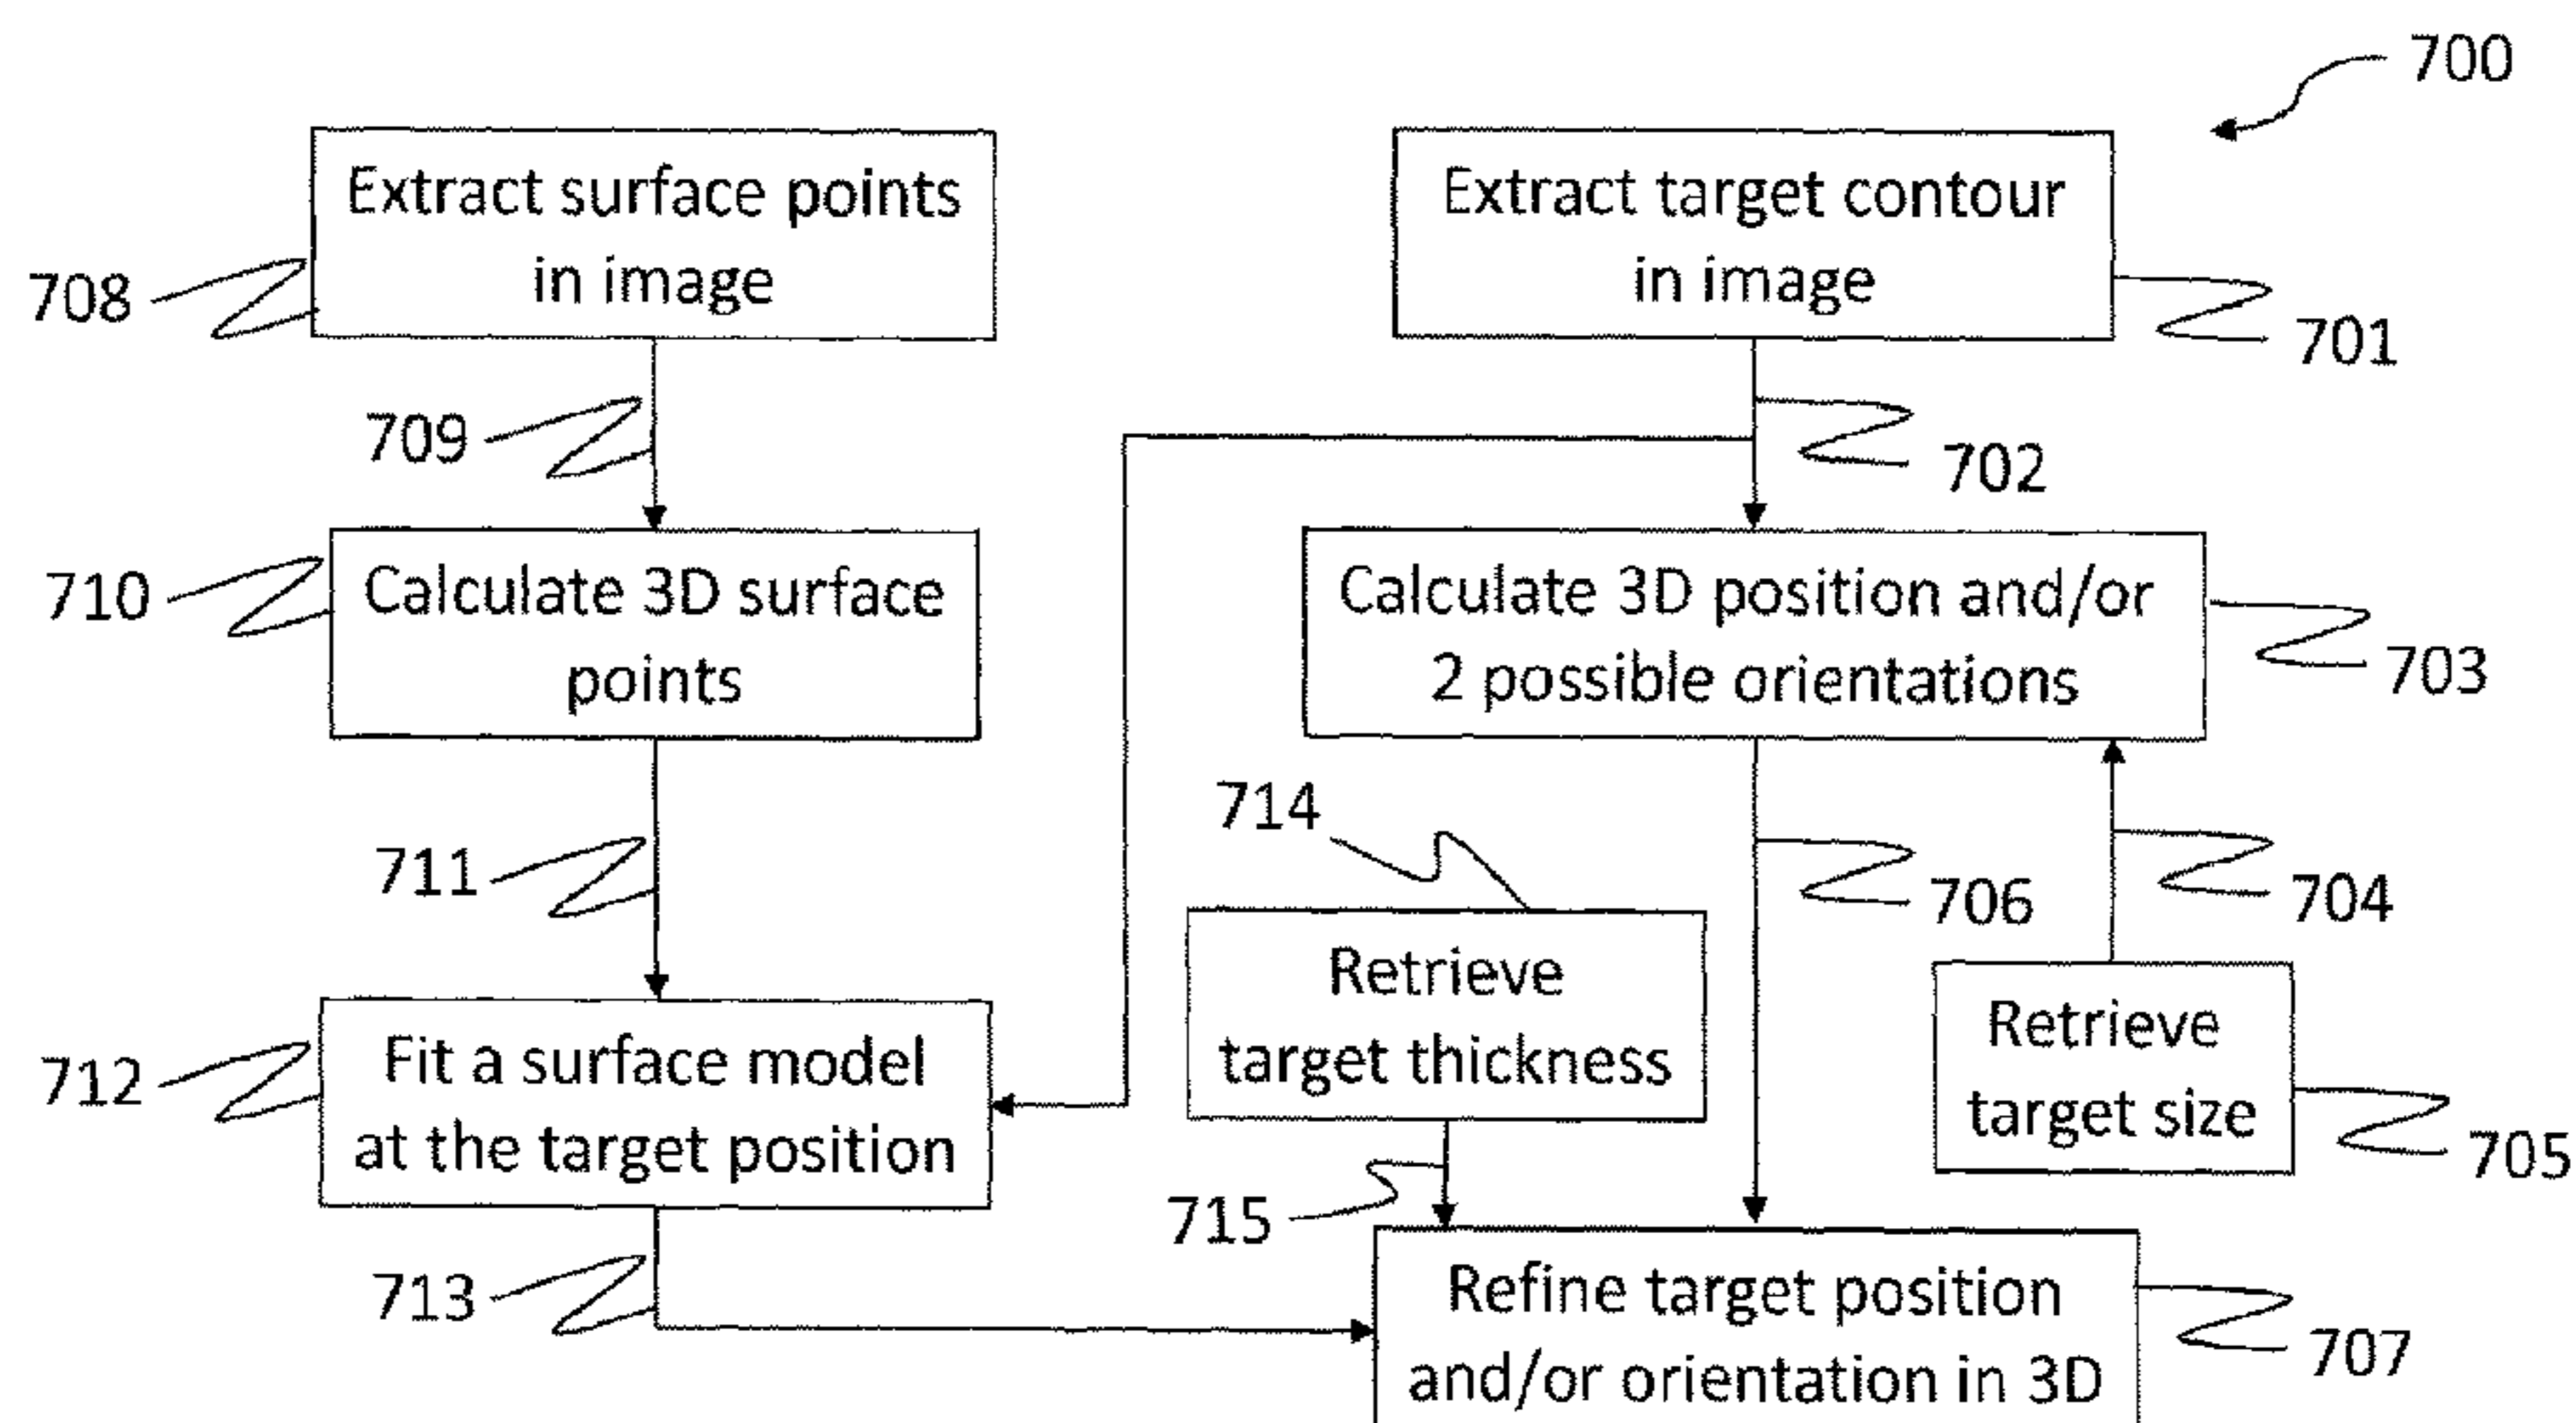 700
Extract surface points
in image
708
Extract target contour
in image
701
709
702
Calculate 3D surface
points
710
Calculate 3D position and/or
2 possible orientations
703
711
714
706
704
Retrieve
target thickness
Retrieve
target size
705
Fit a surface model
at the target position
712
715
713
Refine target position
and/or orientation in 3D
707